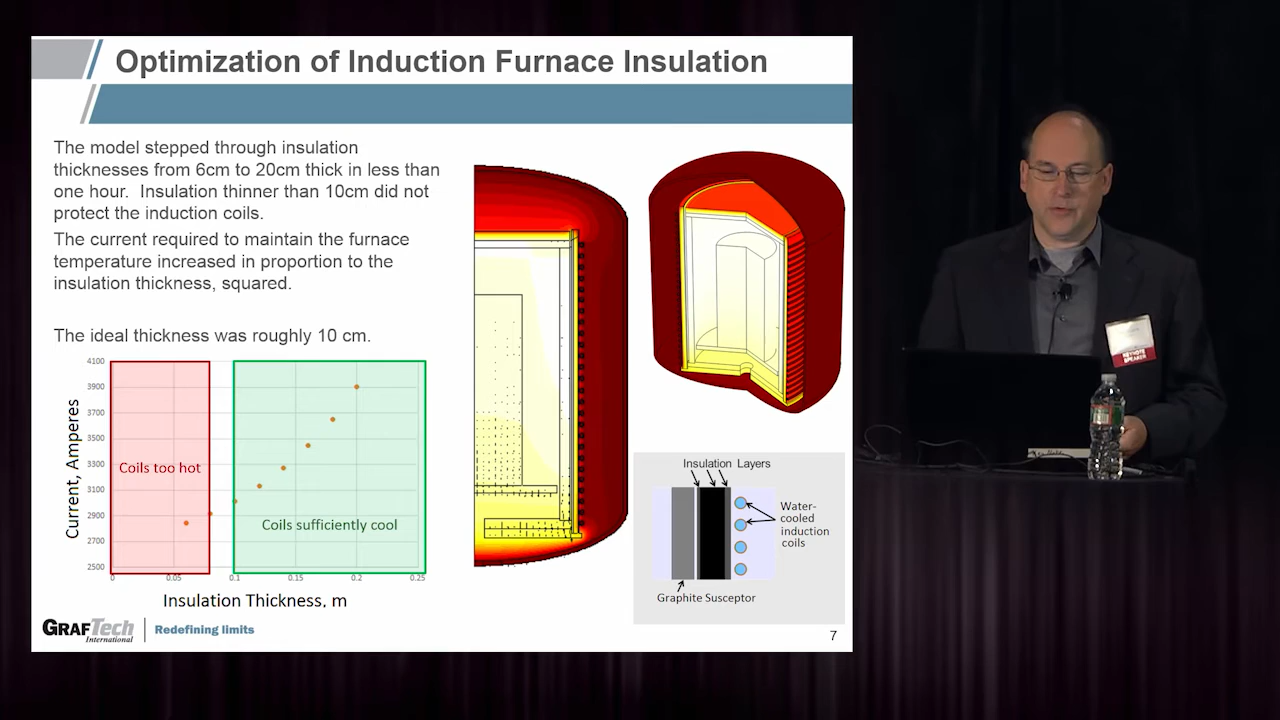 Optimization of Induction Furnace Insulation
The model stepped through insulation
thicknesses from 6cm to 20cm thick in less than
one hour. Insulation thinner than 10cm did not
protect the induction coils.
The current required to maintain the furnace
temperature increased in proportion to the
insulation thickness, squared.
The ideal thickness was roughly 10 cm.
4100
3900
3700
3500
3300
3100
2900
2700
2500
Current, Amperes
Coils too hot
Coils sufficiently cool
0 0.05 0.1 0.15 0.2 0.25
Insulation Thickness, m
Insulation Layers
Water-
cooled
induction
coils
Graphite Susceptor
GRAFTECH
International
Redefining limits
7
KEYNOTE
SPEAKER